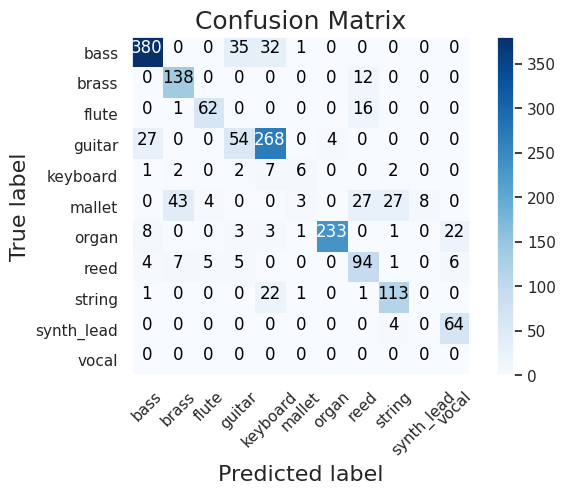 Confusion Matrix
bass 380 0 0 35 32 1 0 0 0 0 0
brass 0 138 0 0 0 0 0 12 0 0 0
flute 0 1 62 0 0 0 0 16 0 0 0
guitar 27 0 0 54 268 0 4 0 0 0 0
keyboard 1 2 0 2 7 6 0 0 2 0 0
mallet 0 43 4 0 0 3 0 27 27 8 0
organ 8 0 0 3 3 1 233 0 1 0 22
reed 4 7 5 5 0 0 0 94 1 0 6
string 1 0 0 0 22 1 0 1 113 0 0
synth_lead 0 0 0 0 0 0 0 0 4 0 64
vocal 0 0 0 0 0 0 0 0 0 0 0
bass brass flute guitar keyboard mallet organ reed string synth_lead vocal
Predicted label
True label
350
300
250
200
150
100
50
0